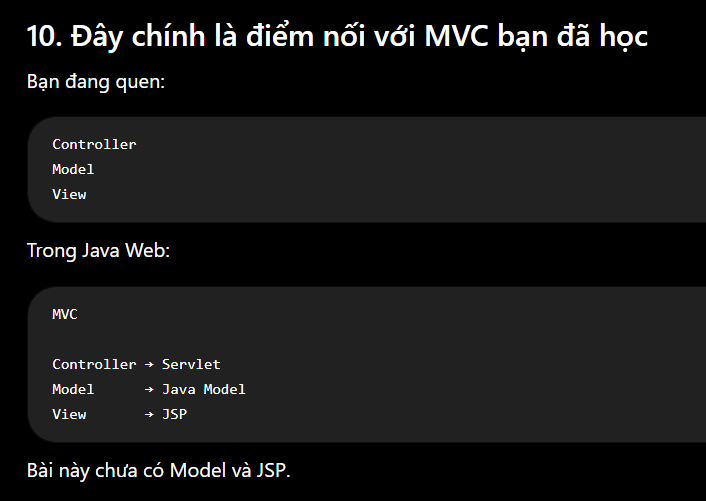 10. Đây chính là điểm nối với MVC bạn đã học
Bạn đang quen:
Controller
Model
View
Trong Java Web:
MVC
Controller → Servlet
Model → Java Model
View → JSP
Bài này chưa có Model và JSP.